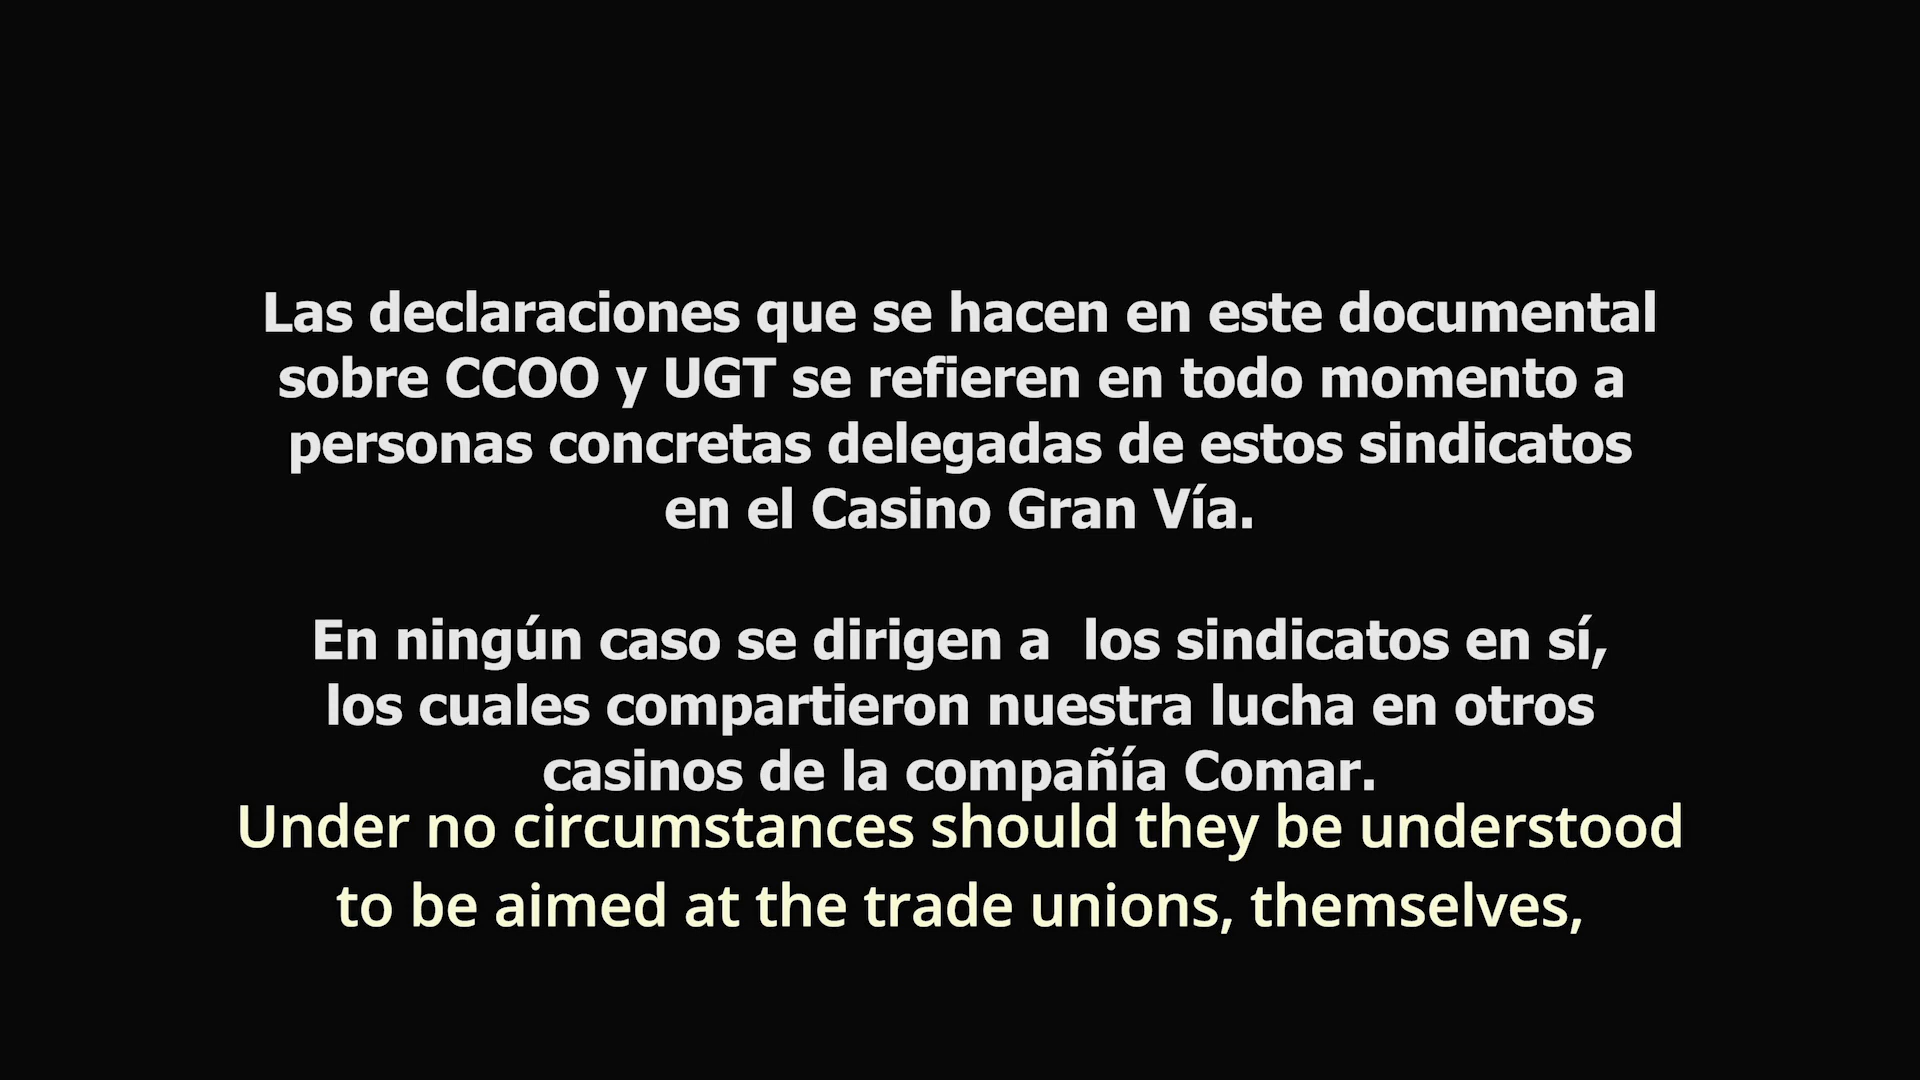 Las declaraciones que se hacen en este documental
sobre CCOO y UGT se refieren en todo momento a
personas concretas delegadas de estos sindicatos
en el Casino Gran Vía.
En ningún caso se dirigen a  los sindicatos en sí,
los cuales compartieron nuestra lucha en otros
casinos de la compañía Comar.
Under no circumstances should they be understood
to be aimed at the trade unions, themselves,